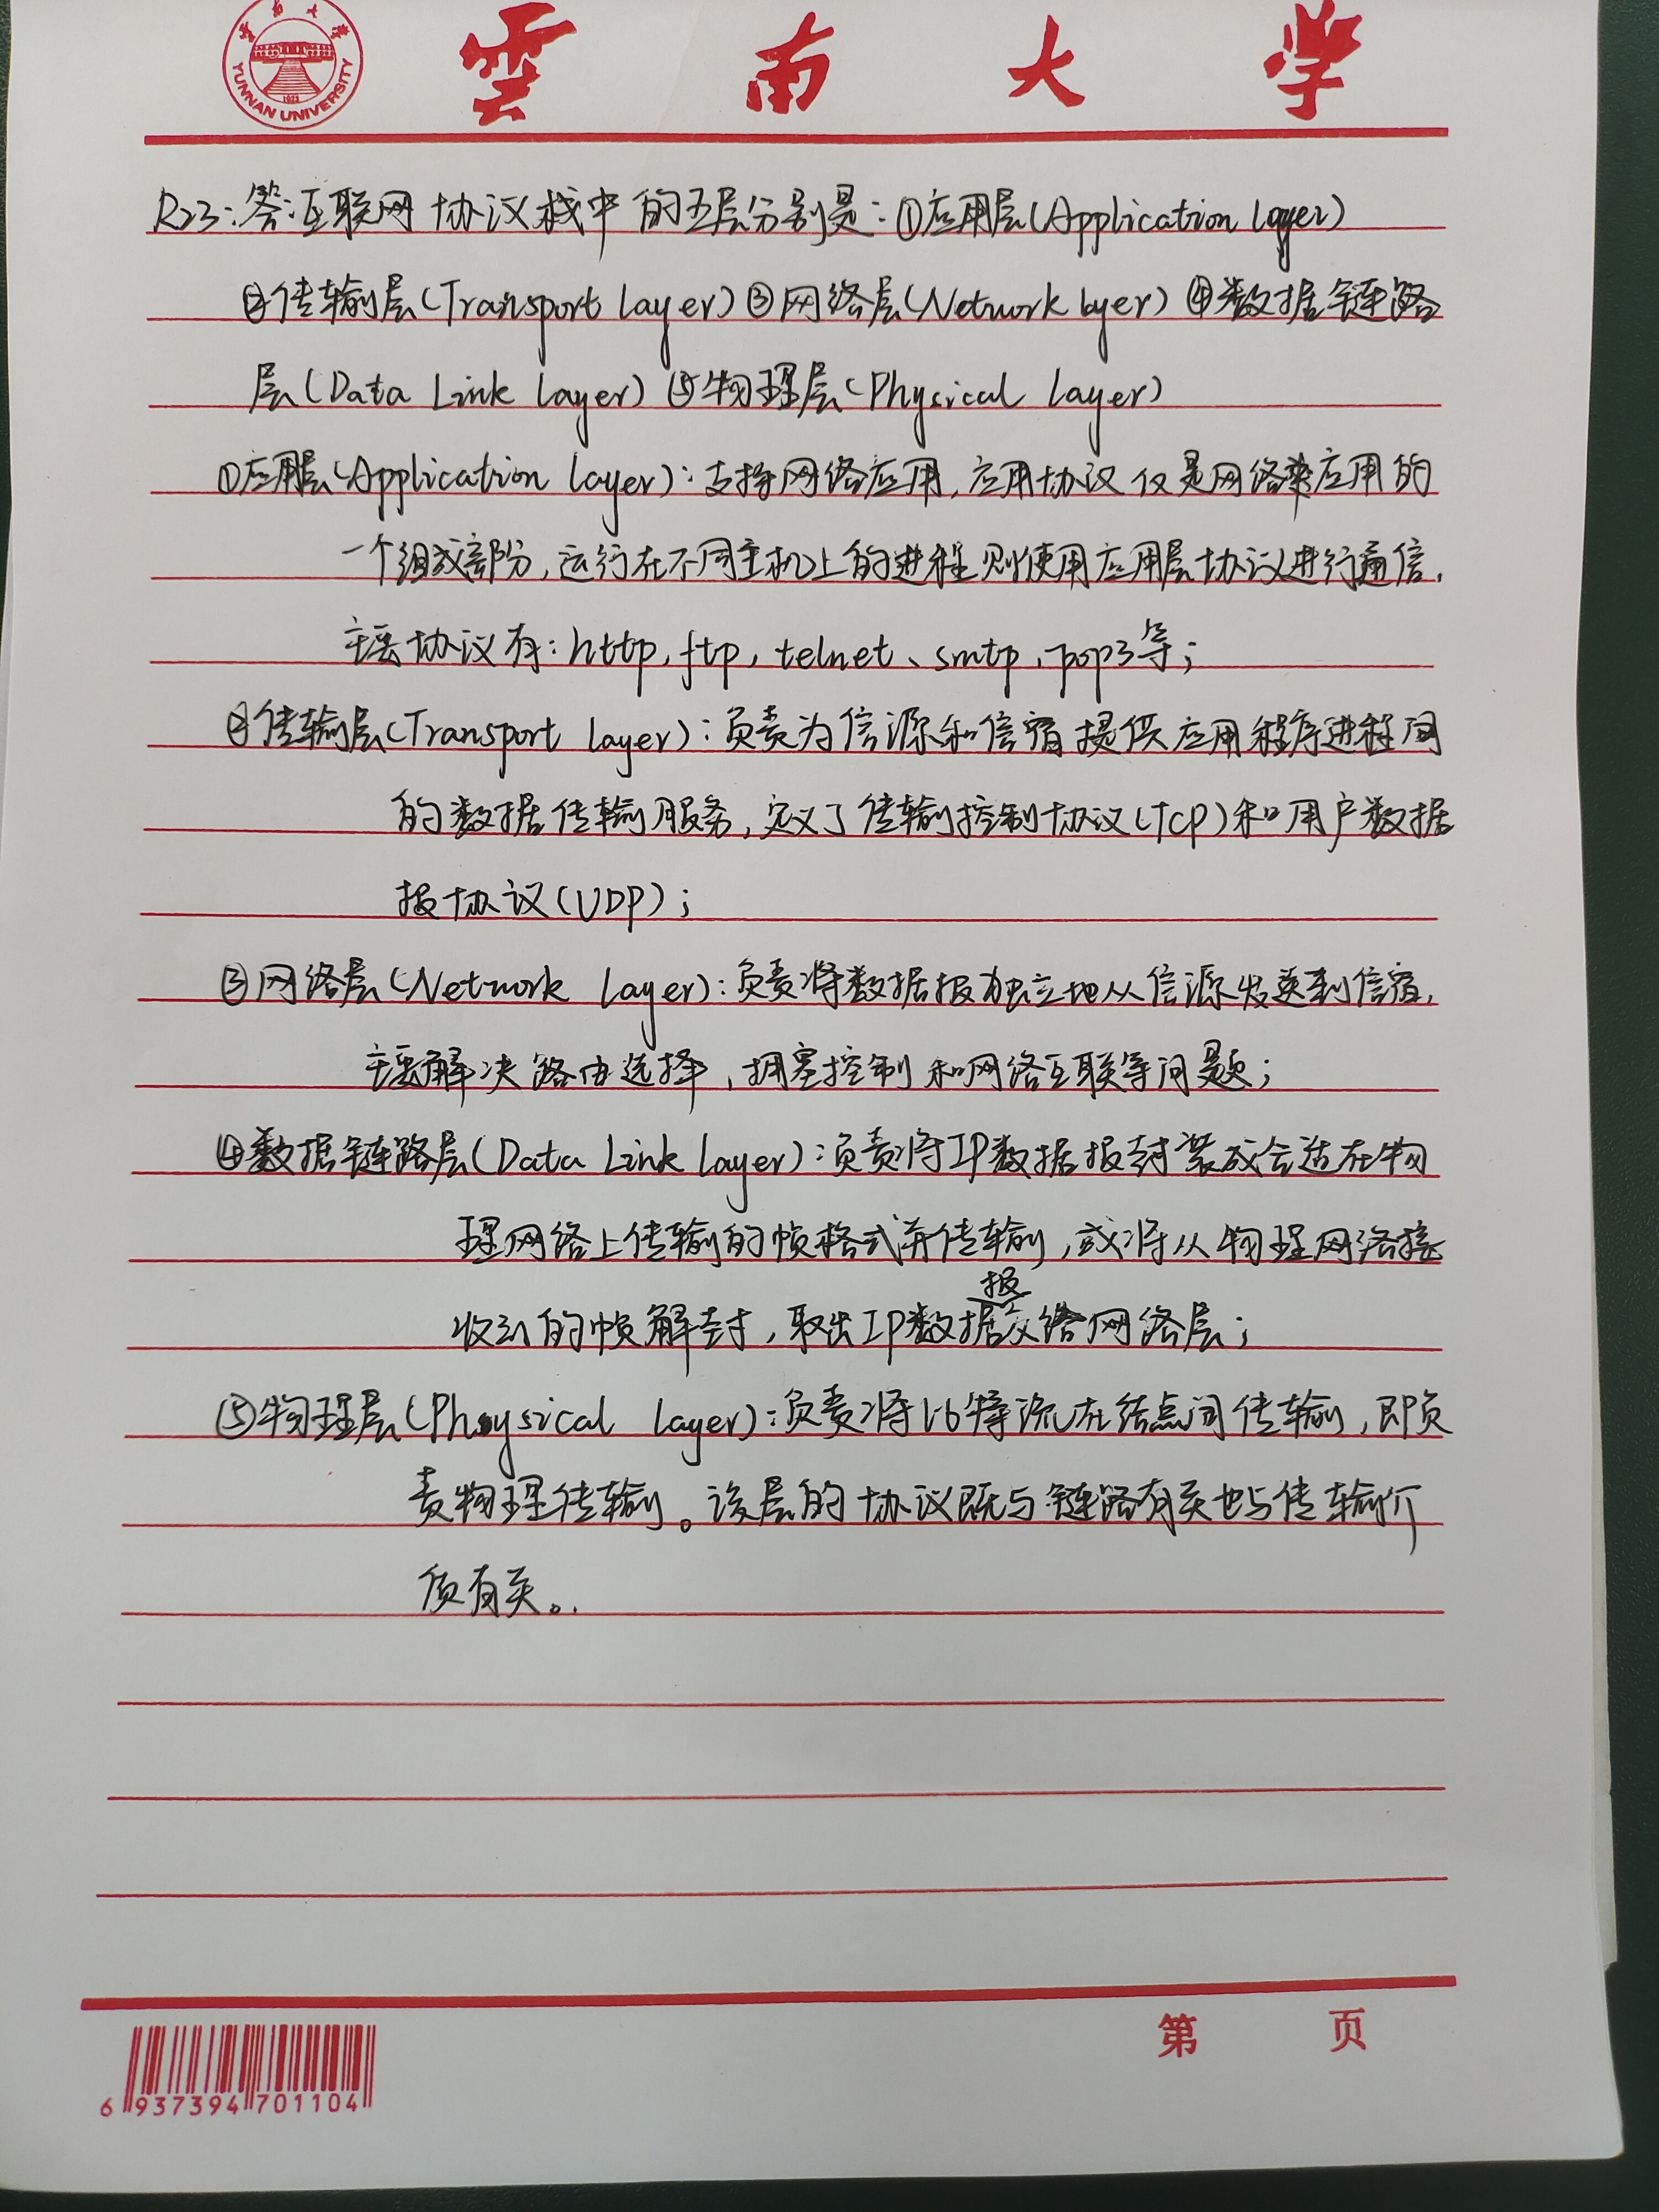 雲南大学
雲南大学
YUNNAN UNIVERSITY
1923
R23:答:互联网协议栈中的五层分别是:①应用层(Application layer)
②传输层(Transport layer)③网络层(Network layer)④数据链路
层(Data Link layer)⑤物理层(Physical layer)
①应用层(Application layer):支持网络应用,应用协议仅是网络应用的
一个组成部分,运行在不同主机上的进程则使用应用层协议进行通信,
主要协议有:http,ftp,telnet、smtp,pop3等;
②传输层(Transport layer):负责为信源和信宿提供应用程序进程间
的数据传输服务,定义了传输控制协议(TCP)和用户数据
报协议(UDP);
③网络层(Network layer):负责将数据报独立地从信源发送到信宿,
主要解决路由选择,拥塞控制和网络互联等问题;
④数据链路层(Data Link layer):负责将IP数据报封装成合适在物
理网络上传输的帧格式并传输,或将从物理网络接
收到的帧解封,取出IP数据报交给网络层;
⑤物理层(Physical layer):负责将比特流在结点间传输,即负
责物理传输。该层的协议既与链路有关也与传输介
质有关。
第 页
6 937394 701104